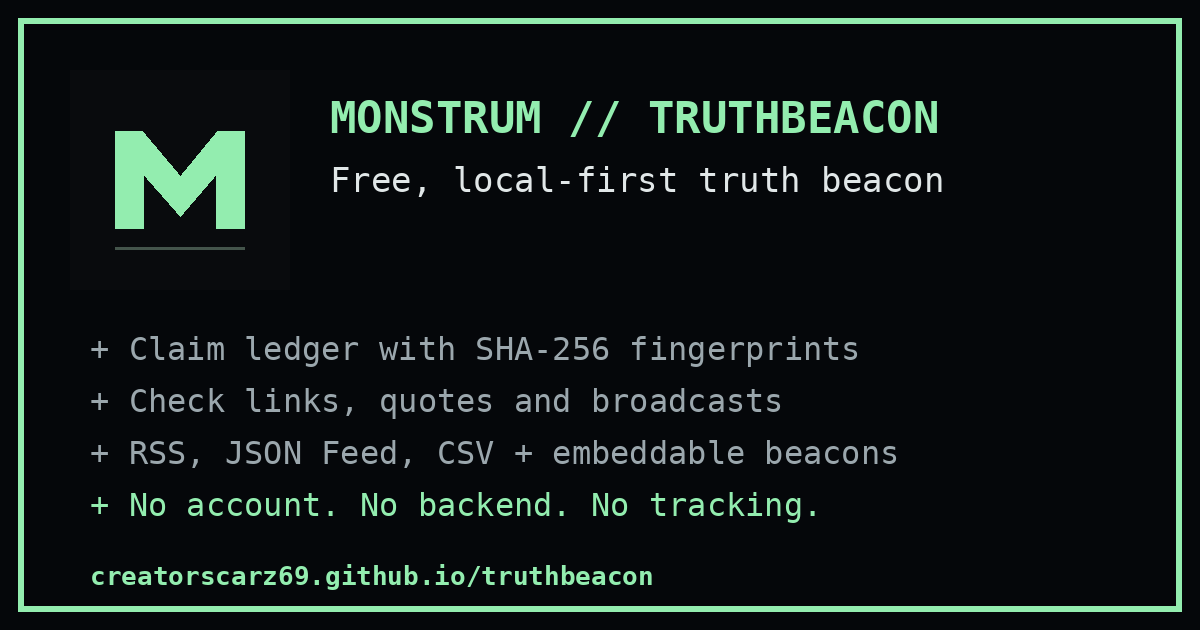 M
MONSTRUM // TRUTHBEACON
Free, local-first truth beacon
+ Claim ledger with SHA-256 fingerprints
+ Check links, quotes and broadcasts
+ RSS, JSON Feed, CSV + embeddable beacons
+ No account. No backend. No tracking.
creatorscarz69.github.io/truthbeacon